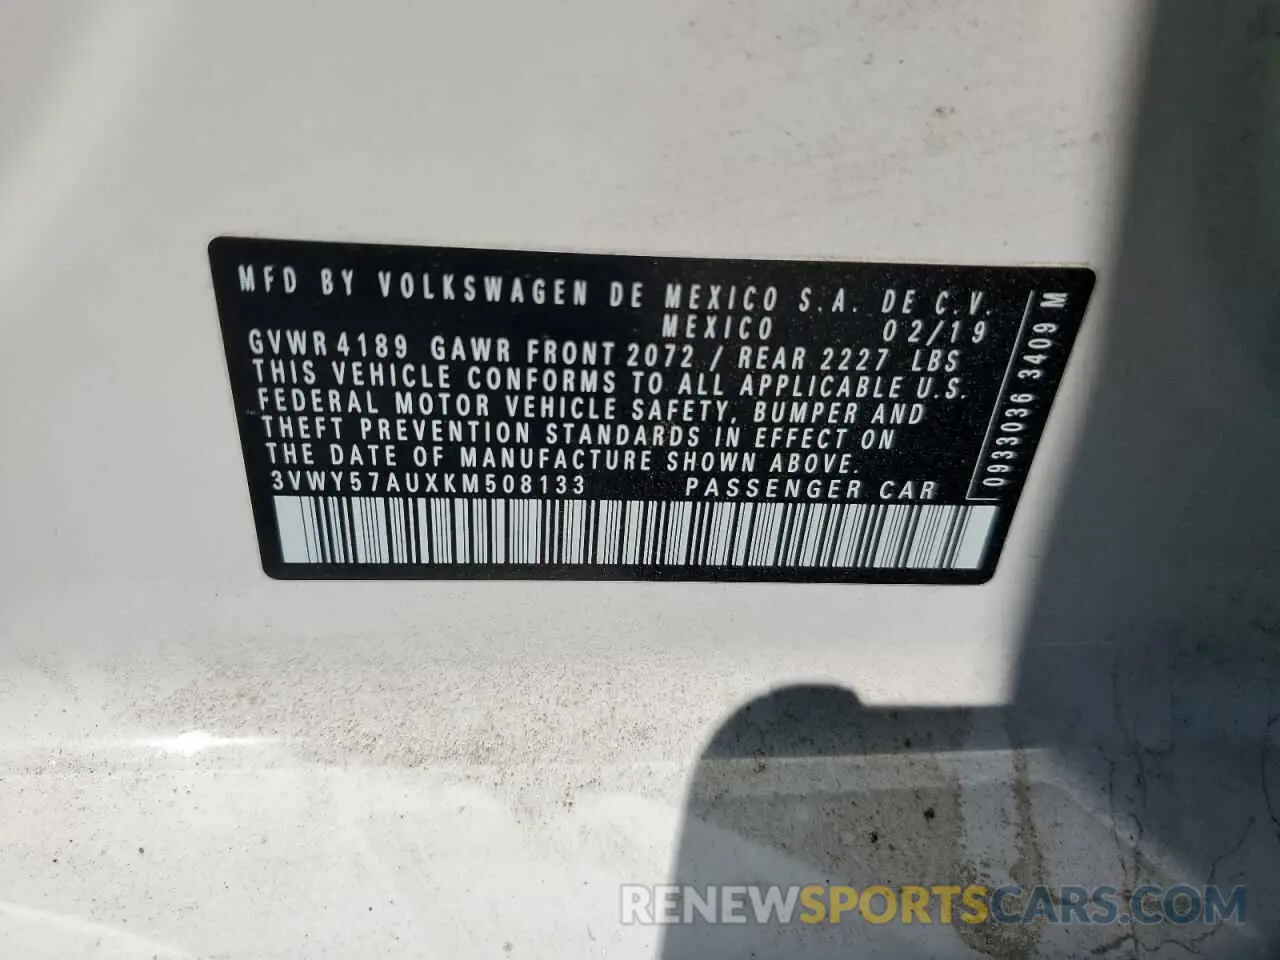 MFD BY VOLKSWAGEN DE MEXICO S.A. DE C.V.
MEXICO 02/19
GVWR 4189 GAWR FRONT 2072 / REAR 2227 LBS
THIS VEHICLE CONFORMS TO ALL APPLICABLE U.S.
FEDERAL MOTOR VEHICLE SAFETY, BUMPER AND
THEFT PREVENTION STANDARDS IN EFFECT ON
THE DATE OF MANUFACTURE SHOWN ABOVE.
3VWY57AUXKM508133 PASSENGER CAR
0933036 3409 M
RENEWSPORTSCARS.COM